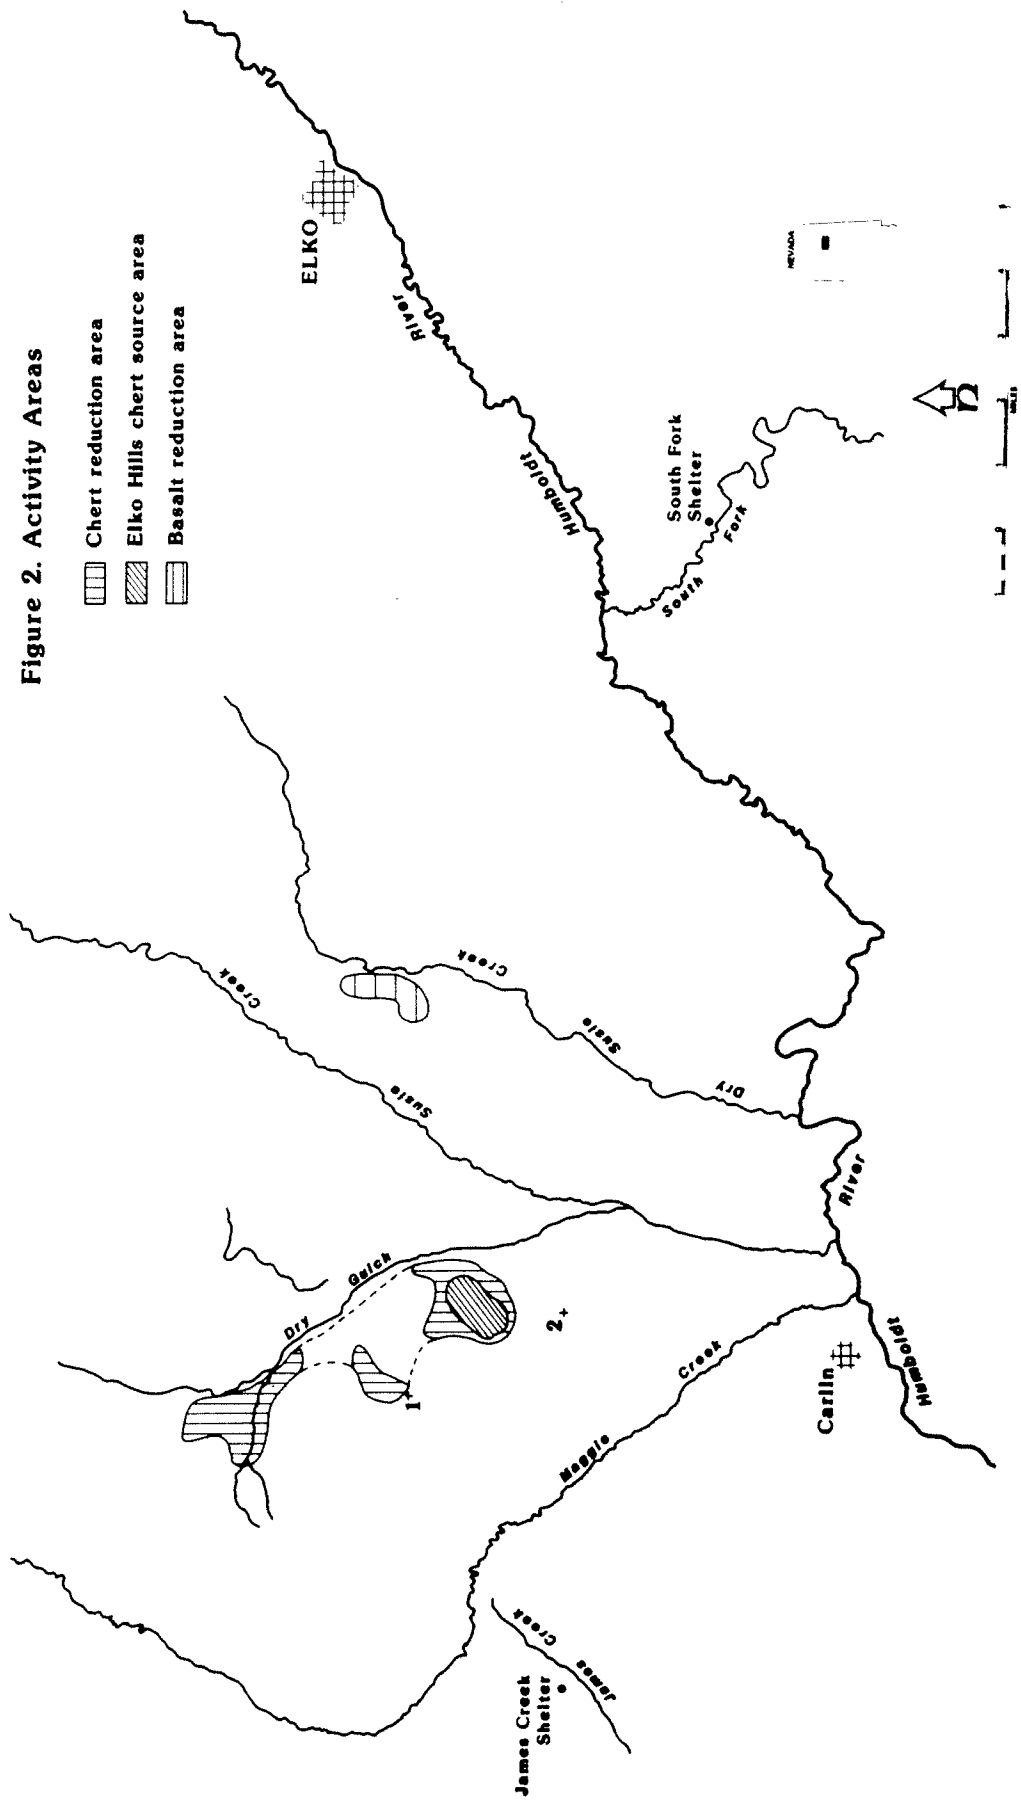 Figure 2. Activity Areas
Chert reduction area
Elko Hills chert source area
Basalt reduction area
ELKO
River
Humboldt
South Fork
Shelter
South
Fork
NEVADA
n
MILES
Creek
Susie
Creek
Susie
Dry
Dry
Gulch
1+
2+
River
Humboldt
Carlin
Creek
Maggie
James Creek
Shelter
James
Creek